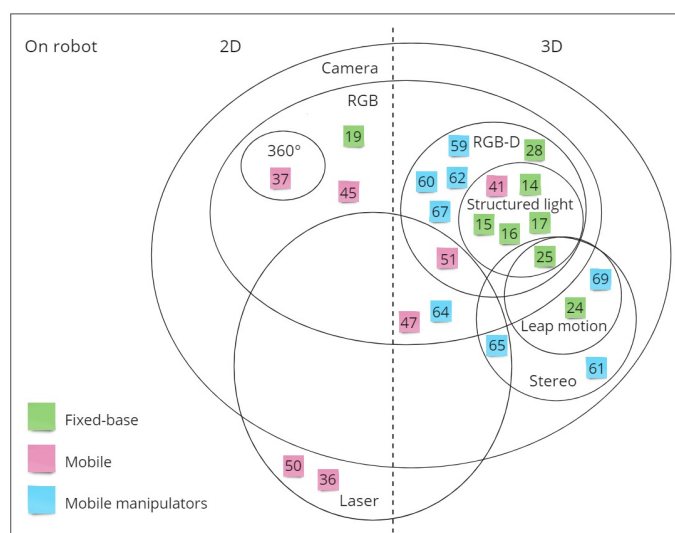 On robot
2D
3D
Camera
RGB
19
360°
37
45
59
RGB-D
28
60
62
41
14
67
Structured light
15
16
17
51
25
69
47
64
24
Leap motion
65
61
Stereo
Fixed-base
Mobile
50
36
Mobile manipulators
Laser